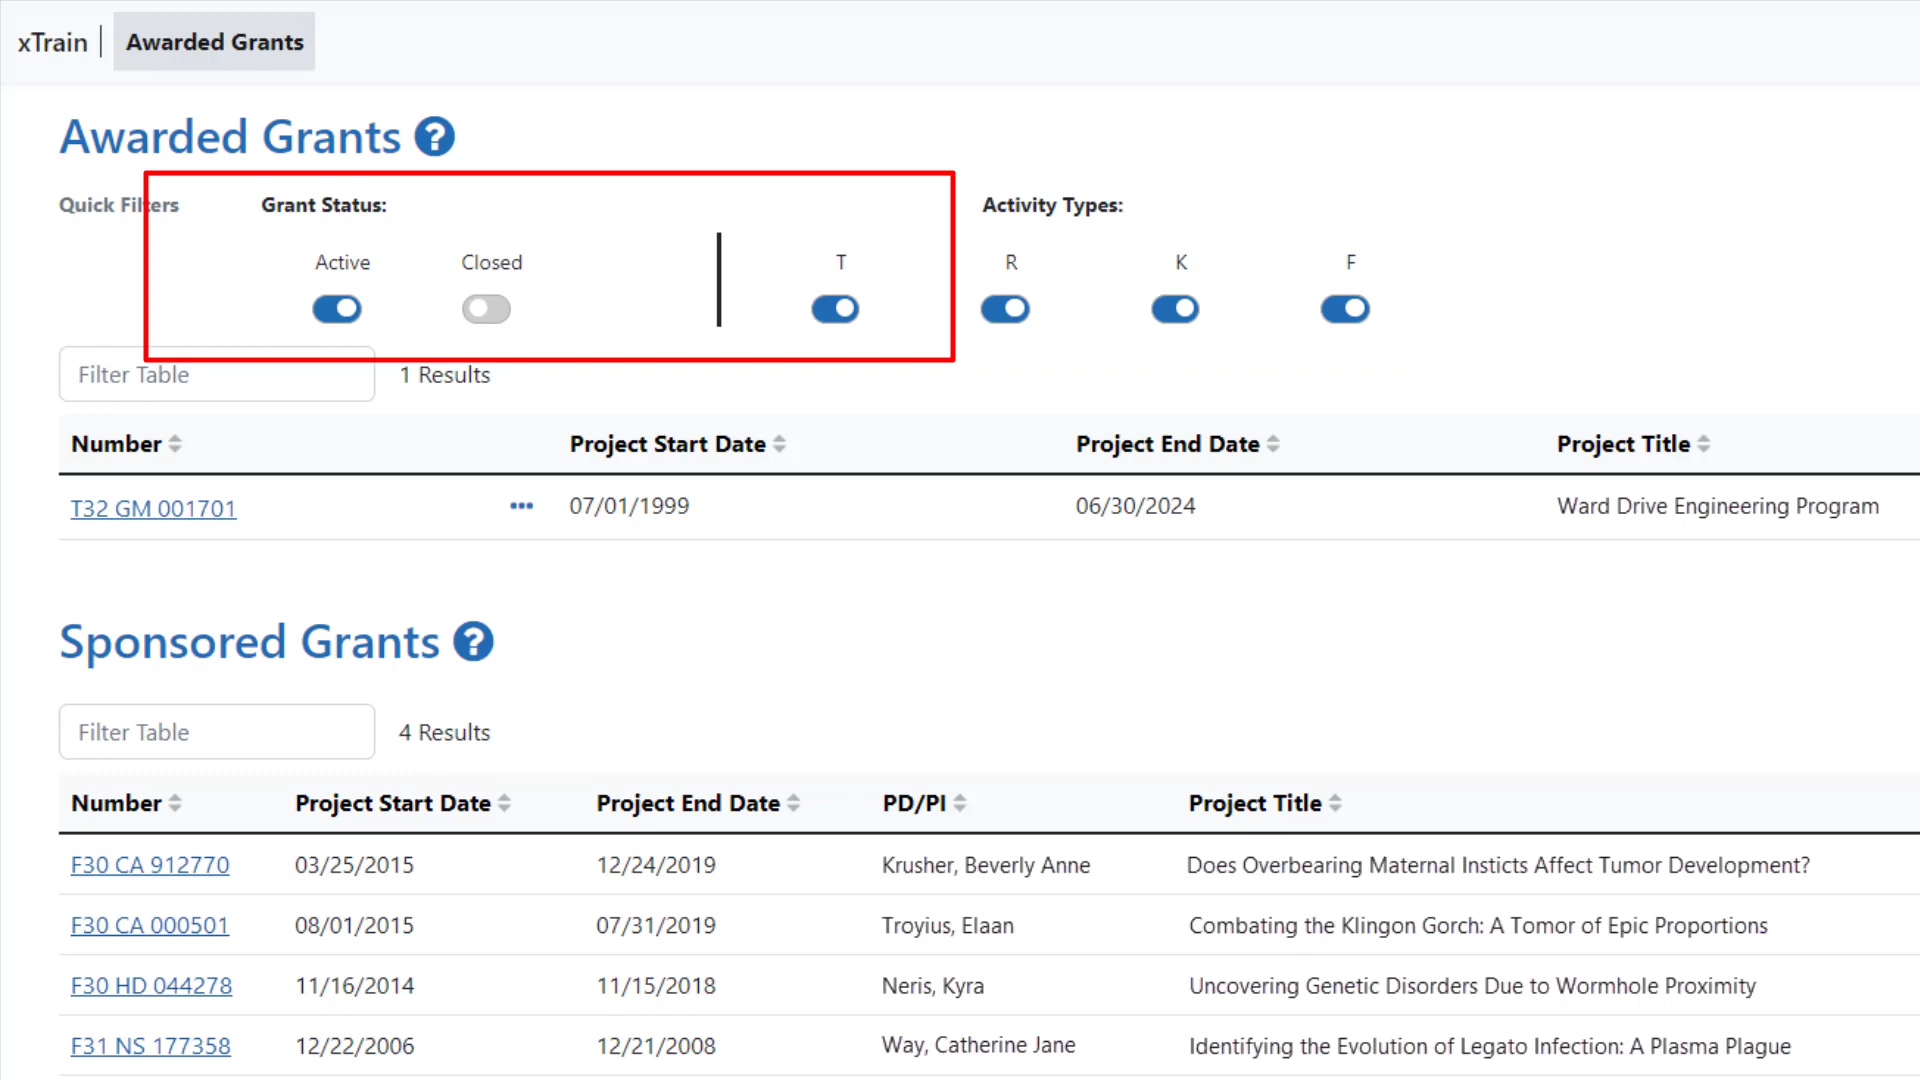 xTrain | Awarded Grants
Awarded Grants ?
Quick Filters Grant Status: Activity Types:
Active Closed T R K F
Filter Table 1 Results
Number Project Start Date Project End Date Project Title
T32 GM 001701 ••• 07/01/1999 06/30/2024 Ward Drive Engineering Program
Sponsored Grants ?
Filter Table 4 Results
Number Project Start Date Project End Date PD/PI Project Title
F30 CA 912770 03/25/2015 12/24/2019 Krusher, Beverly Anne Does Overbearing Maternal Insticts Affect Tumor Development?
F30 CA 000501 08/01/2015 07/31/2019 Troyius, Elaan Combating the Klingon Gorch: A Tomor of Epic Proportions
F30 HD 044278 11/16/2014 11/15/2018 Neris, Kyra Uncovering Genetic Disorders Due to Wormhole Proximity
F31 NS 177358 12/22/2006 12/21/2008 Way, Catherine Jane Identifying the Evolution of Legato Infection: A Plasma Plague